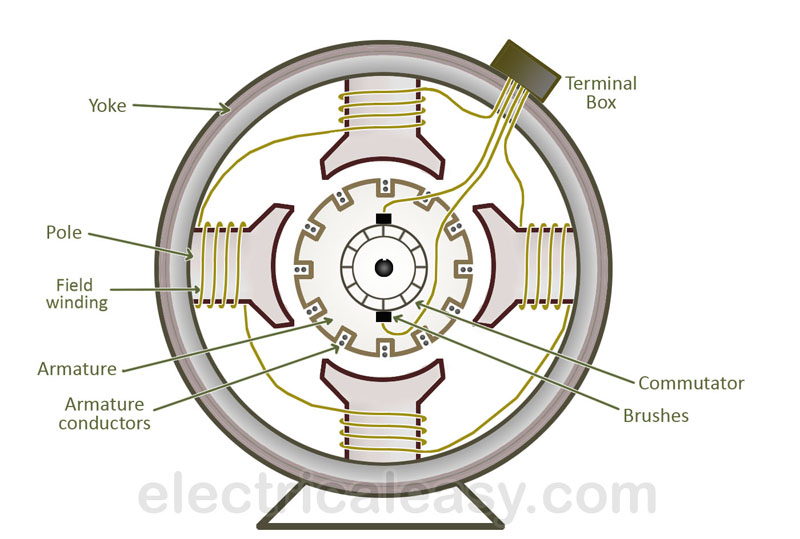 Terminal
Box
Yoke
Pole
Field
winding
Armature
Armature
conductors
Commutator
Brushes
electricaleasy.com